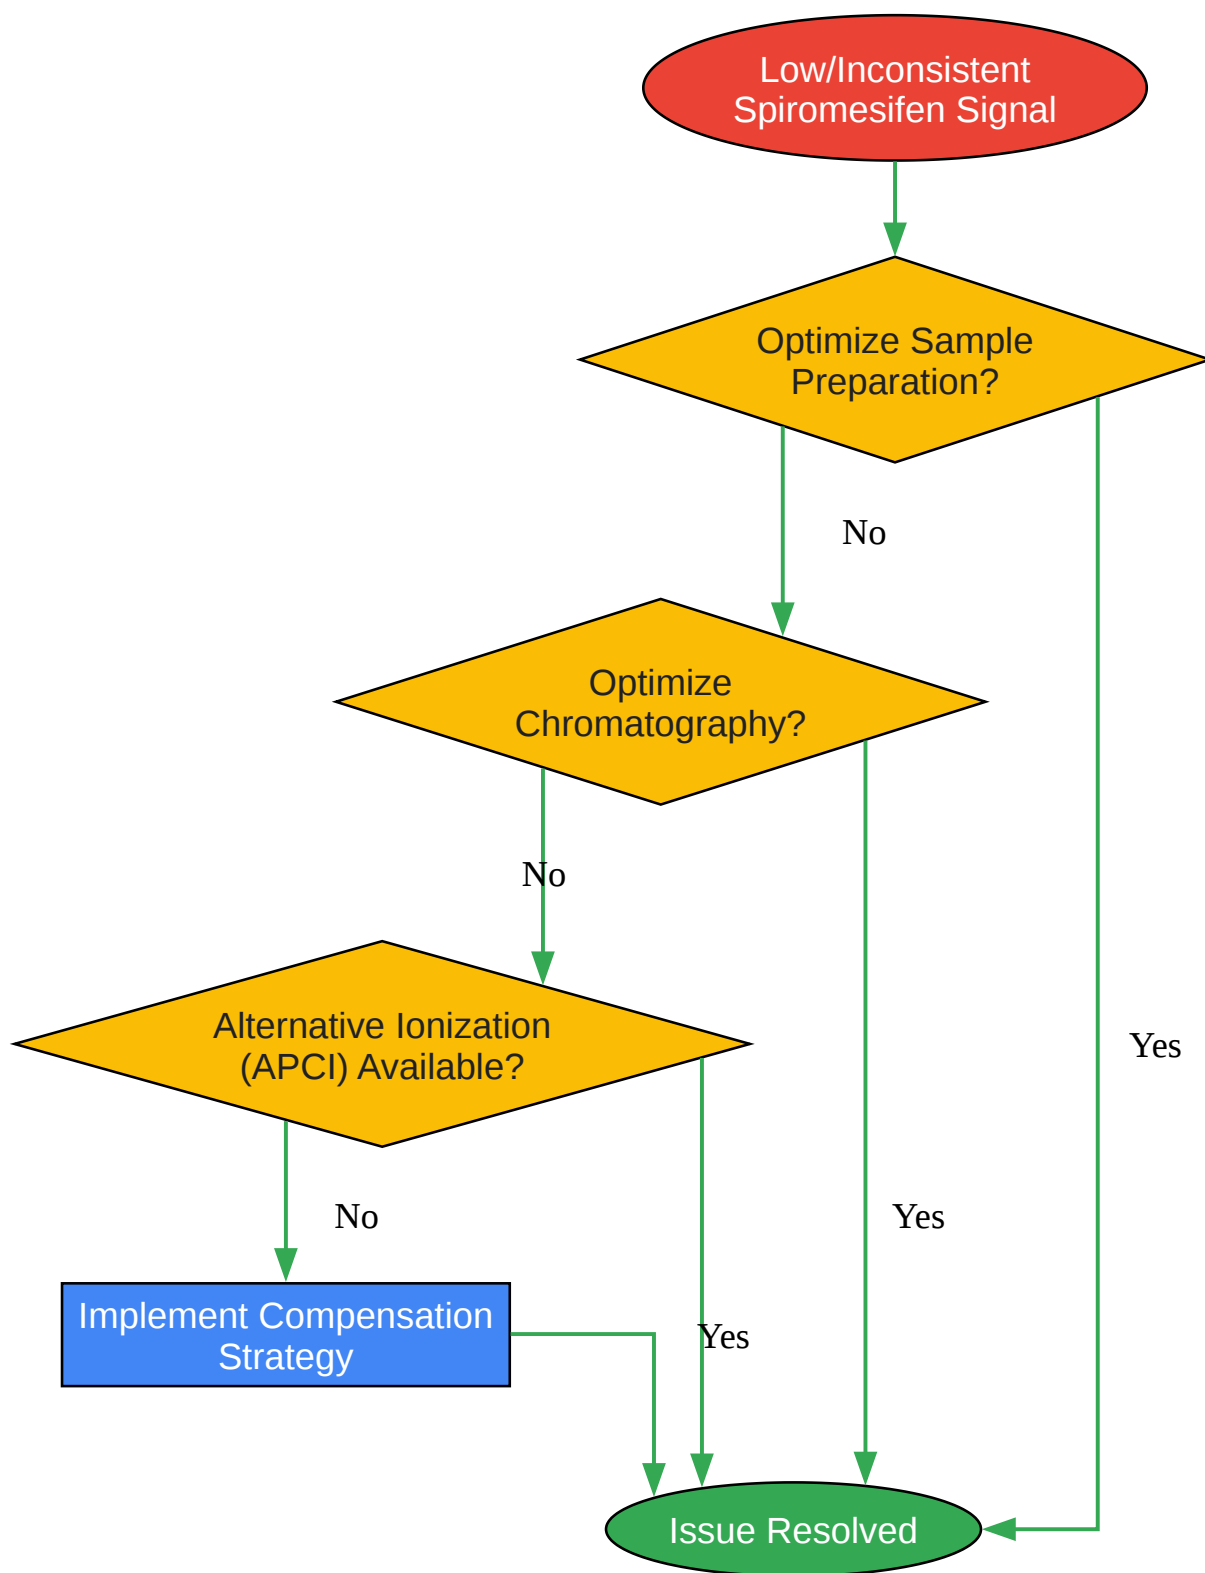 Low/Inconsistent
Spiromesifen Signal
Optimize Sample
Preparation?
No
Optimize
Chromatography?
No
Alternative Ionization
(APCI) Available?
Yes
No
Yes
Implement Compensation
Strategy
Yes
Issue Resolved